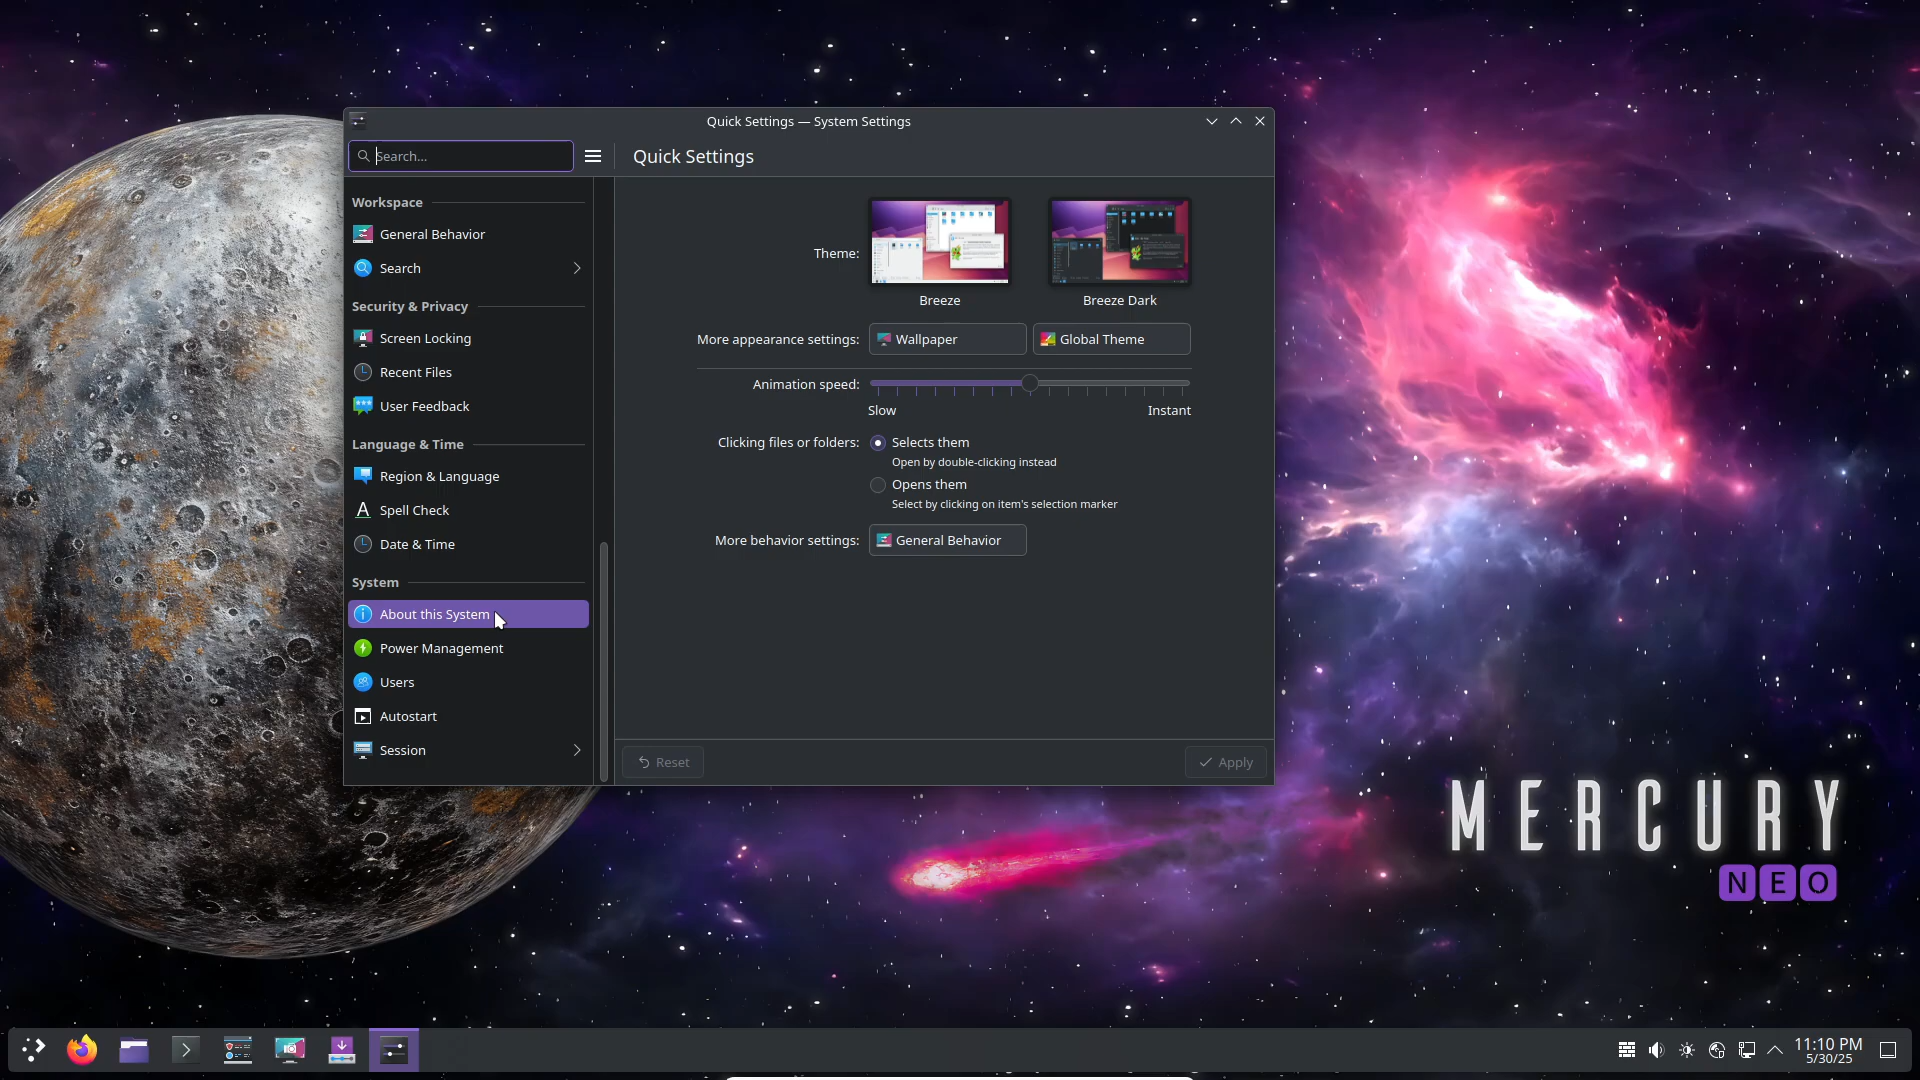 Quick Settings — System Settings
Search...
Quick Settings
Workspace
General Behavior
Search
Security & Privacy
Screen Locking
Recent Files
User Feedback
Language & Time
Region & Language
Spell Check
Date & Time
System
About this System
Power Management
Users
Autostart
Session
Theme:
Breeze
Breeze Dark
More appearance settings:
Wallpaper
Global Theme
Animation speed:
Slow
Instant
Clicking files or folders:
Selects them
Open by double-clicking instead
Opens them
Select by clicking on item's selection marker
More behavior settings:
General Behavior
Reset
Apply
MERCURY
NEO
11:10 PM
5/30/25